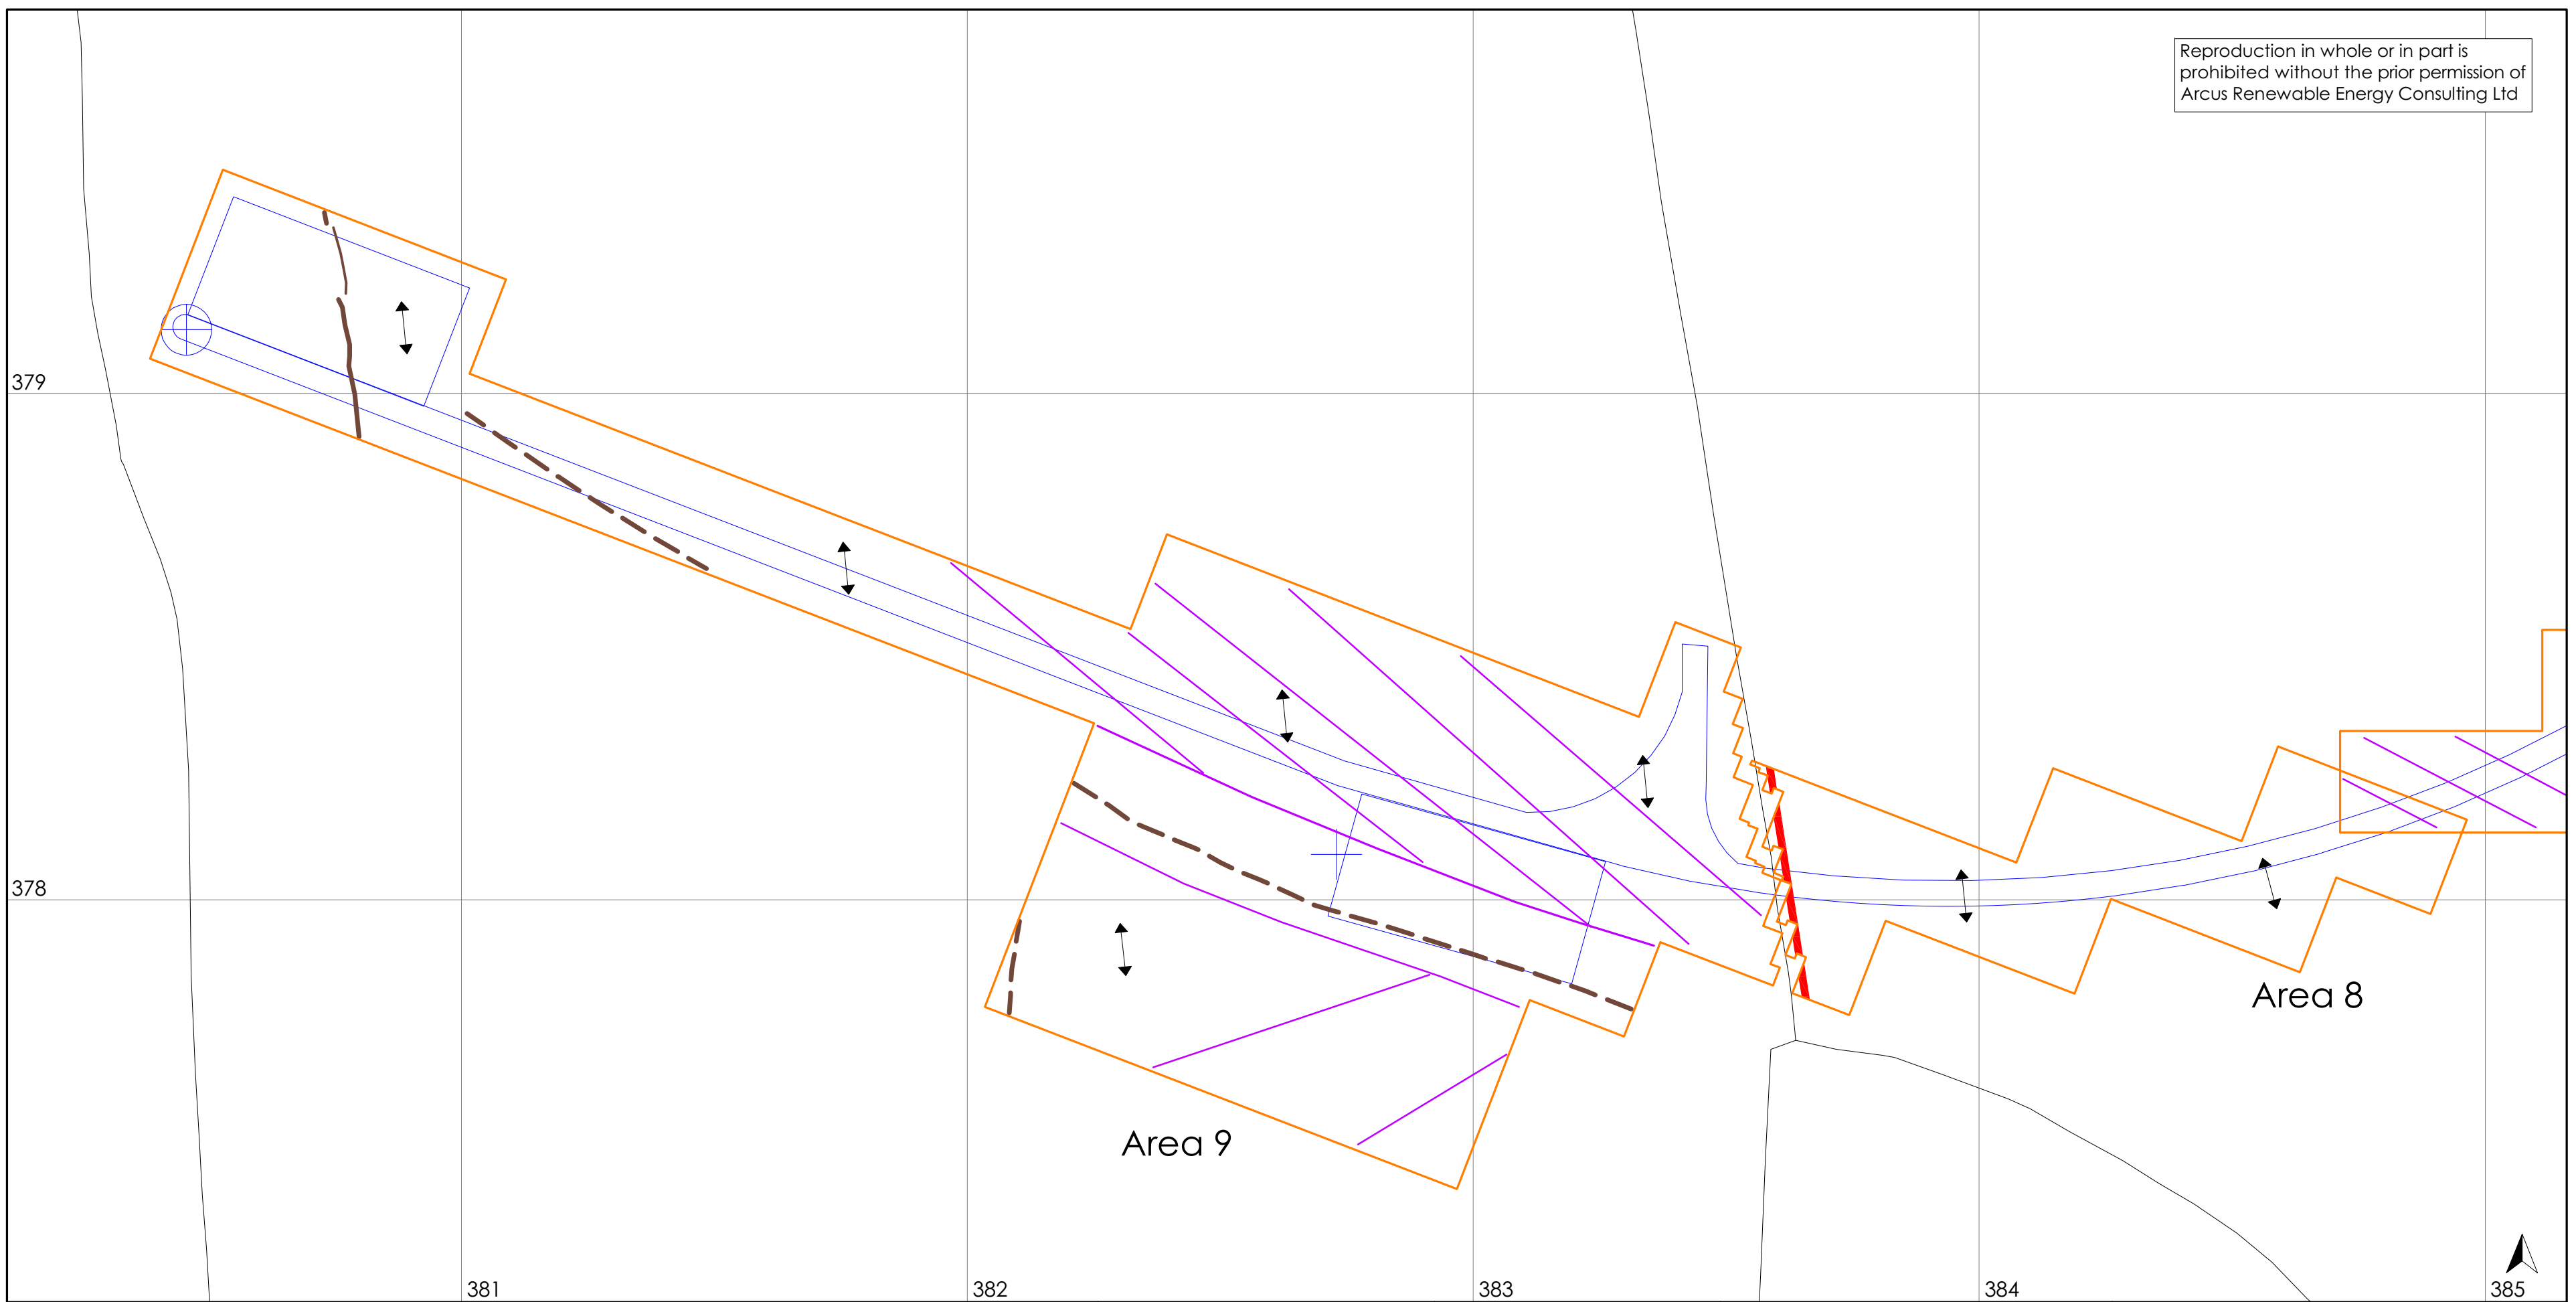 Reproduction in whole or in part is
prohibited without the prior permission of
Arcus Renewable Energy Consulting Ltd
379
378
Area 8
Area 9
381
382
383
384
385